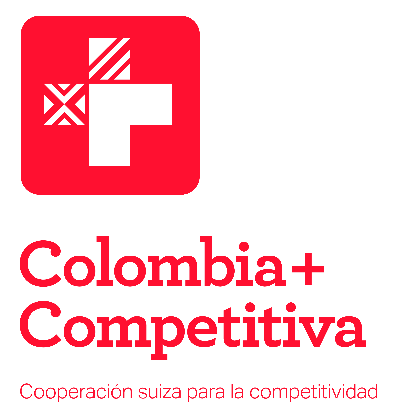 Colombia+
Competitiva
Cooperación suiza para la competitividad